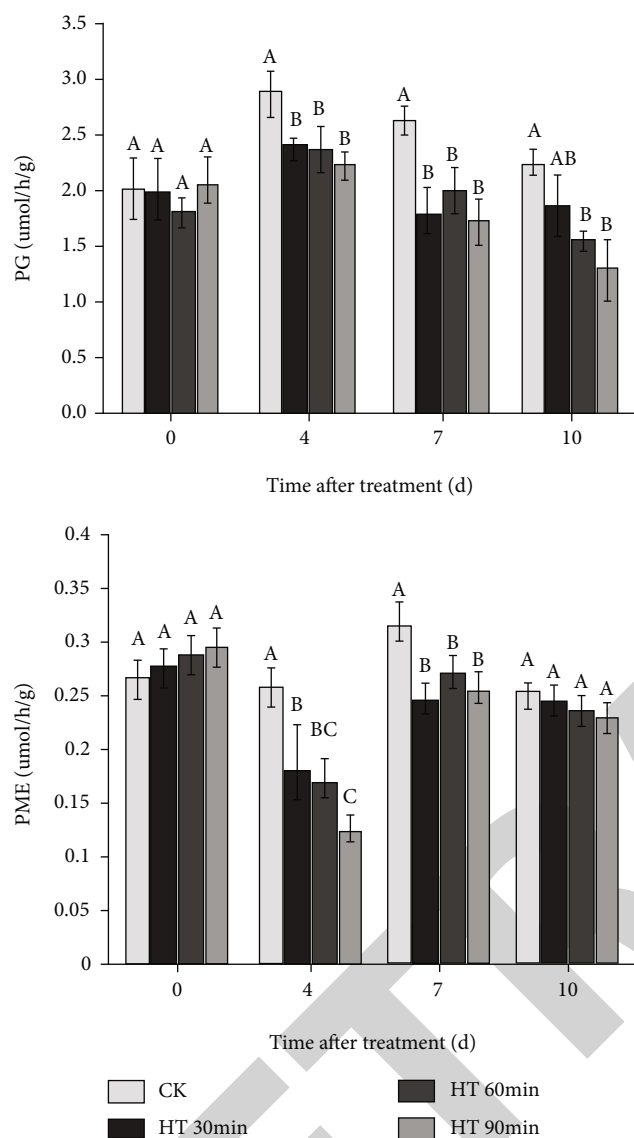 PG (umol/h/g)
3.5
3.0
2.5
2.0
1.5
1.0
0.5
0.0
A A A A
A B B B
A B B B
A AB B B
0 4 7 10
Time after treatment (d)
PME (umol/h/g)
0.4
0.35
0.3
0.25
0.2
0.15
0.1
0.05
0
A A A A
A B BC C
A B B B
A A A A
0 4 7 10
Time after treatment (d)
CK
HT 30min
HT 60min
HT 90min